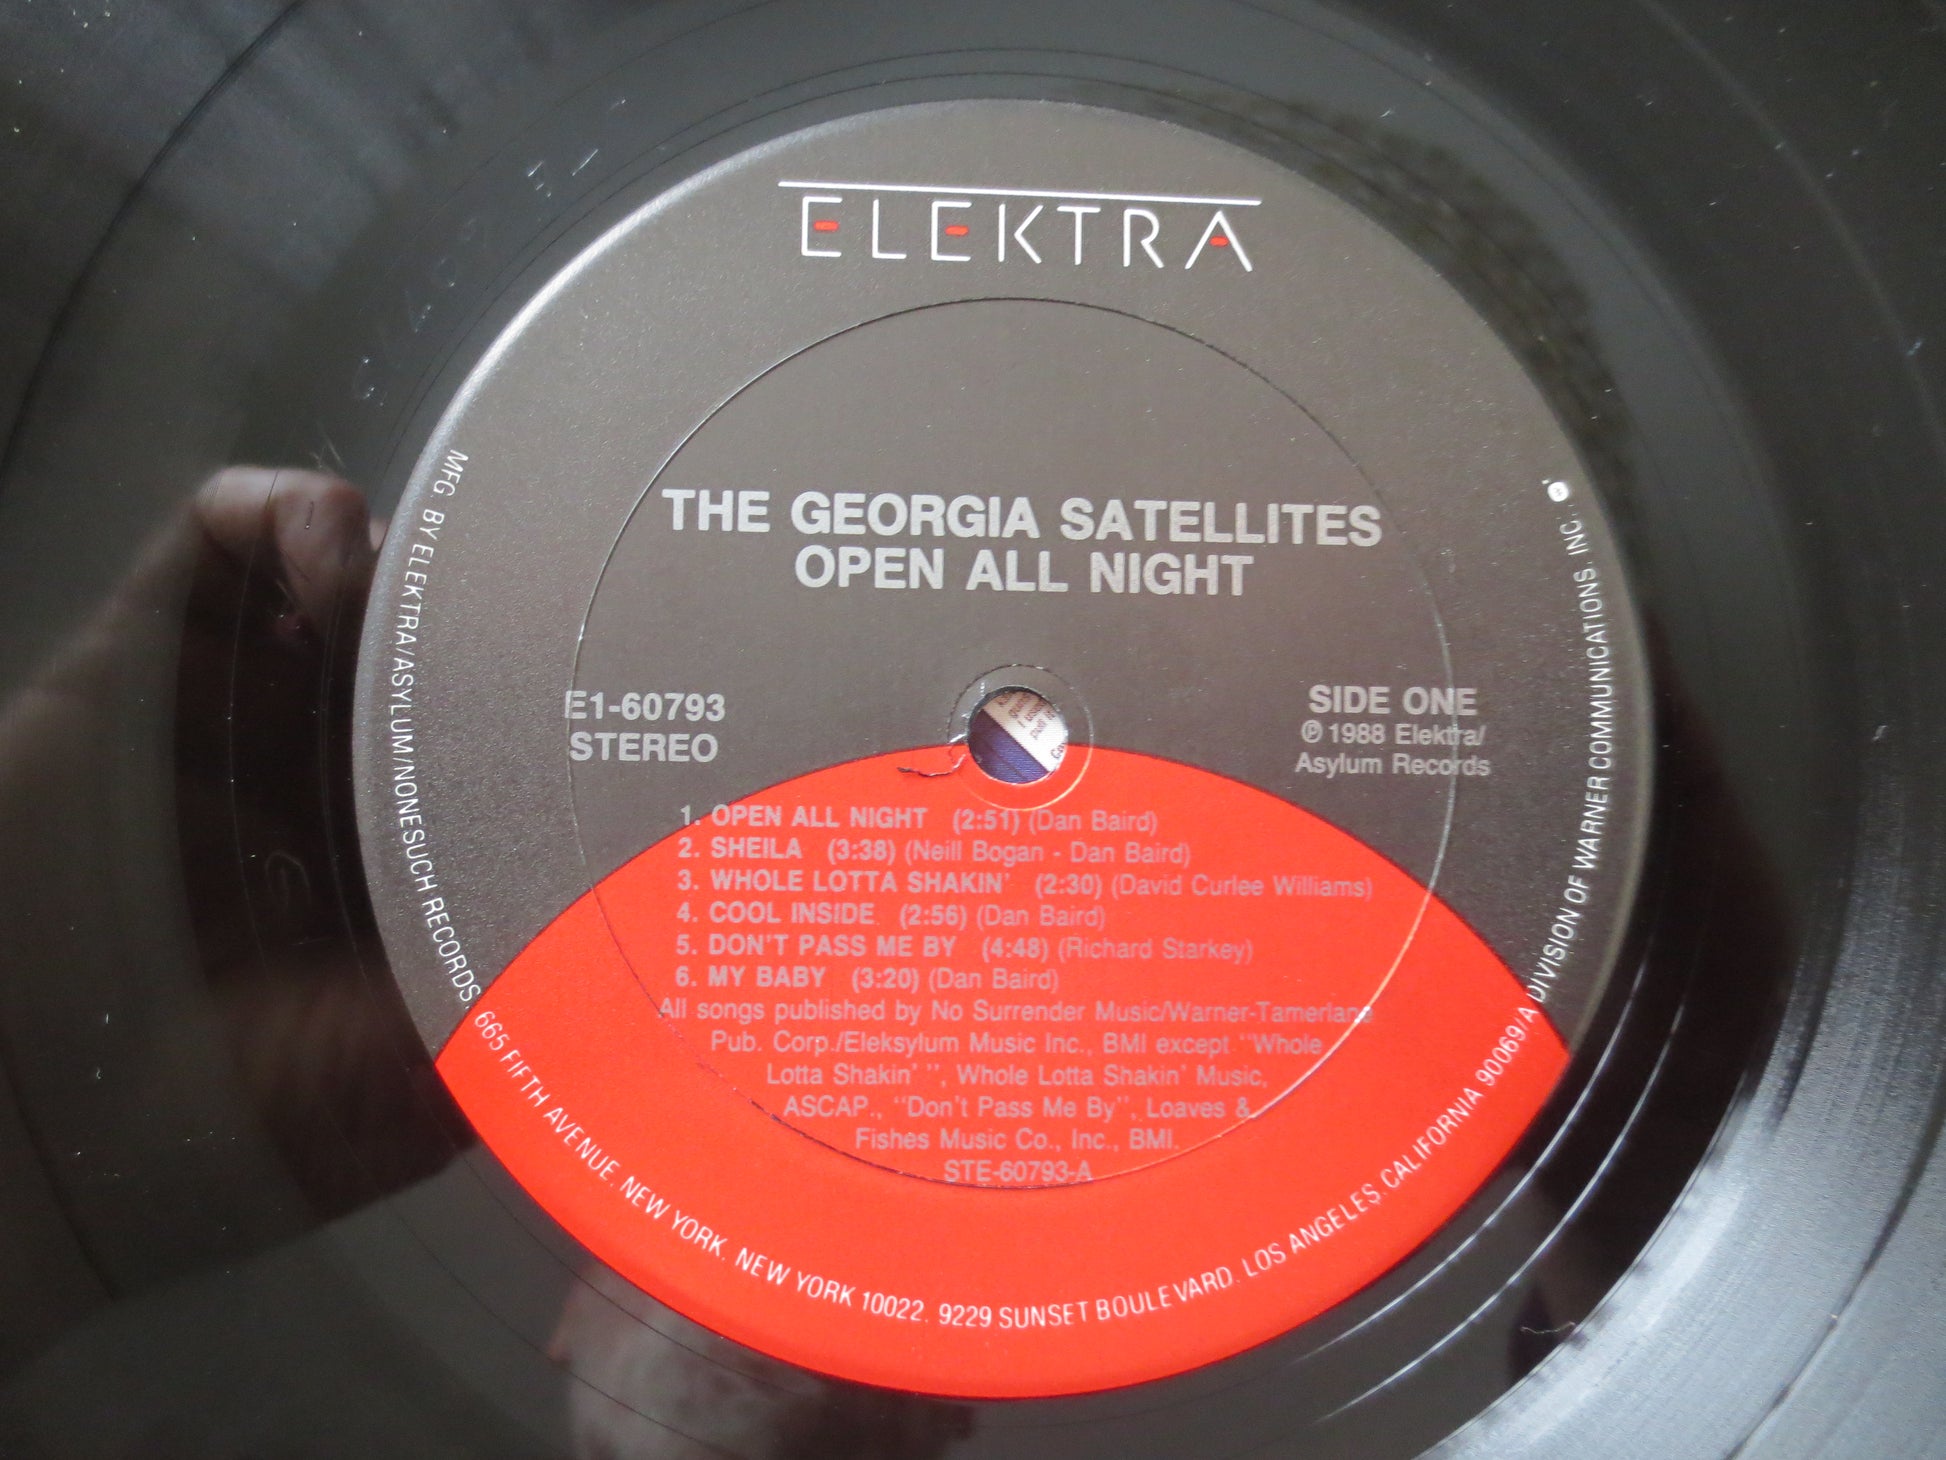 ELEKTRA
THE GEORGIA SATELLITES
OPEN ALL NIGHT
E1-60793
STEREO
SIDE ONE
℗ 1988 Elektra/
Asylum Records
1. OPEN ALL NIGHT (2:51) (Dan Baird)
2. SHEILA (3:38) (Neill Bogan - Dan Baird)
3. WHOLE LOTTA SHAKIN' (2:30) (David Curlee Williams)
4. COOL INSIDE (2:56) (Dan Baird)
5. DON'T PASS ME BY (4:48) (Richard Starkey)
6. MY BABY (3:20) (Dan Baird)
All songs published by No Surrender Music/Warner-Tamerlane
Pub. Corp./Eleksylum Music Inc., BMI except "Whole
Lotta Shakin' ", Whole Lotta Shakin' Music,
ASCAP., "Don't Pass Me By", Loaves &
Fishes Music Co., Inc., BMI.
STE-60793-A
MFG. BY ELEKTRA/ASYLUM/NONESUCH RECORDS, 665 FIFTH AVENUE, NEW YORK, NEW YORK 10022. 9229 SUNSET BOULEVARD, LOS ANGELES, CALIFORNIA 90069/A DIVISION OF WARNER COMMUNICATIONS, INC.